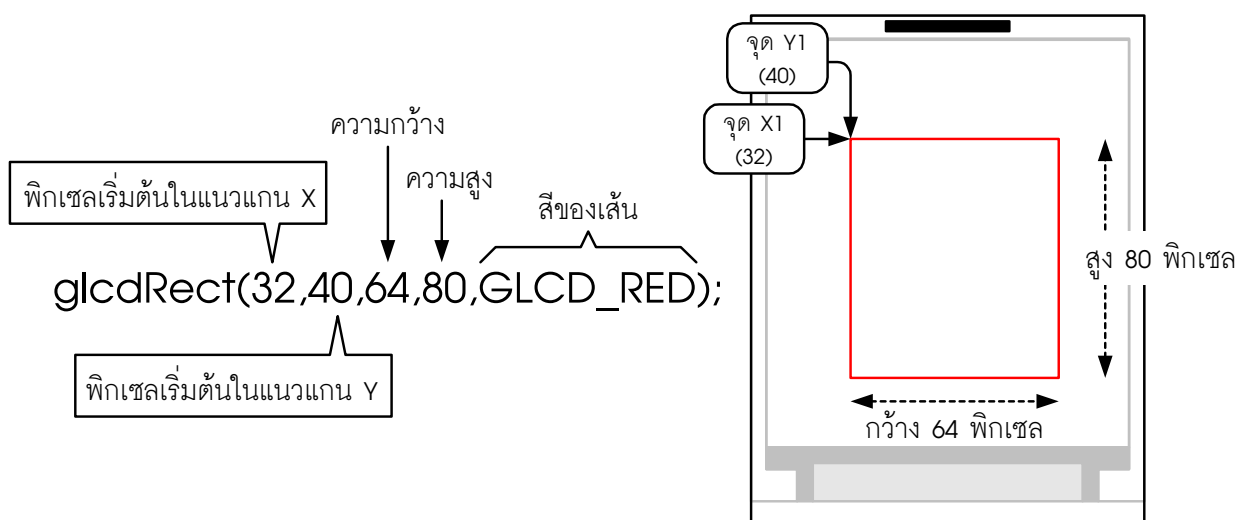 ความกว้าง
ความสูง
พิกเซลเริ่มต้นในแนวแกน X
สีของเส้น
glcdRect(32,40,64,80,GLCD_RED);
พิกเซลเริ่มต้นในแนวแกน Y
จุด Y1
(40)
จุด X1
(32)
สูง 80 พิกเซล
กว้าง 64 พิกเซล